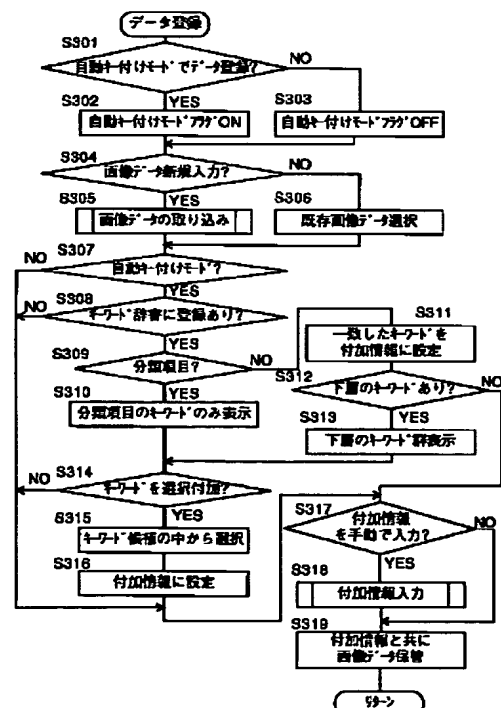 データ登録
S301
自動キー付けモードでデータ登録?
NO
YES
S302
自動キー付けモードフラグON
S303
自動キー付けモードフラグOFF
S304
画像データ新規入力?
NO
YES
S305
画像データの取り込み
S306
既存画像データ選択
S307
NO
自動キー付けモード?
YES
S308
NO
キーワード辞書に登録あり?
YES
S309
分類項目?
NO
YES
S310
分類項目のキーワードのみ表示
S311
一致したキーワードを
付加情報に設定
S312
下層のキーワードあり?
NO
YES
S313
下層のキーワード群表示
S314
NO
キーワードを選択付加?
YES
S315
キーワード候補の中から選択
S316
付加情報に設定
S317
付加情報
を手動で入力?
NO
YES
S318
付加情報入力
S319
付加情報と共に
画像データ保管
リターン